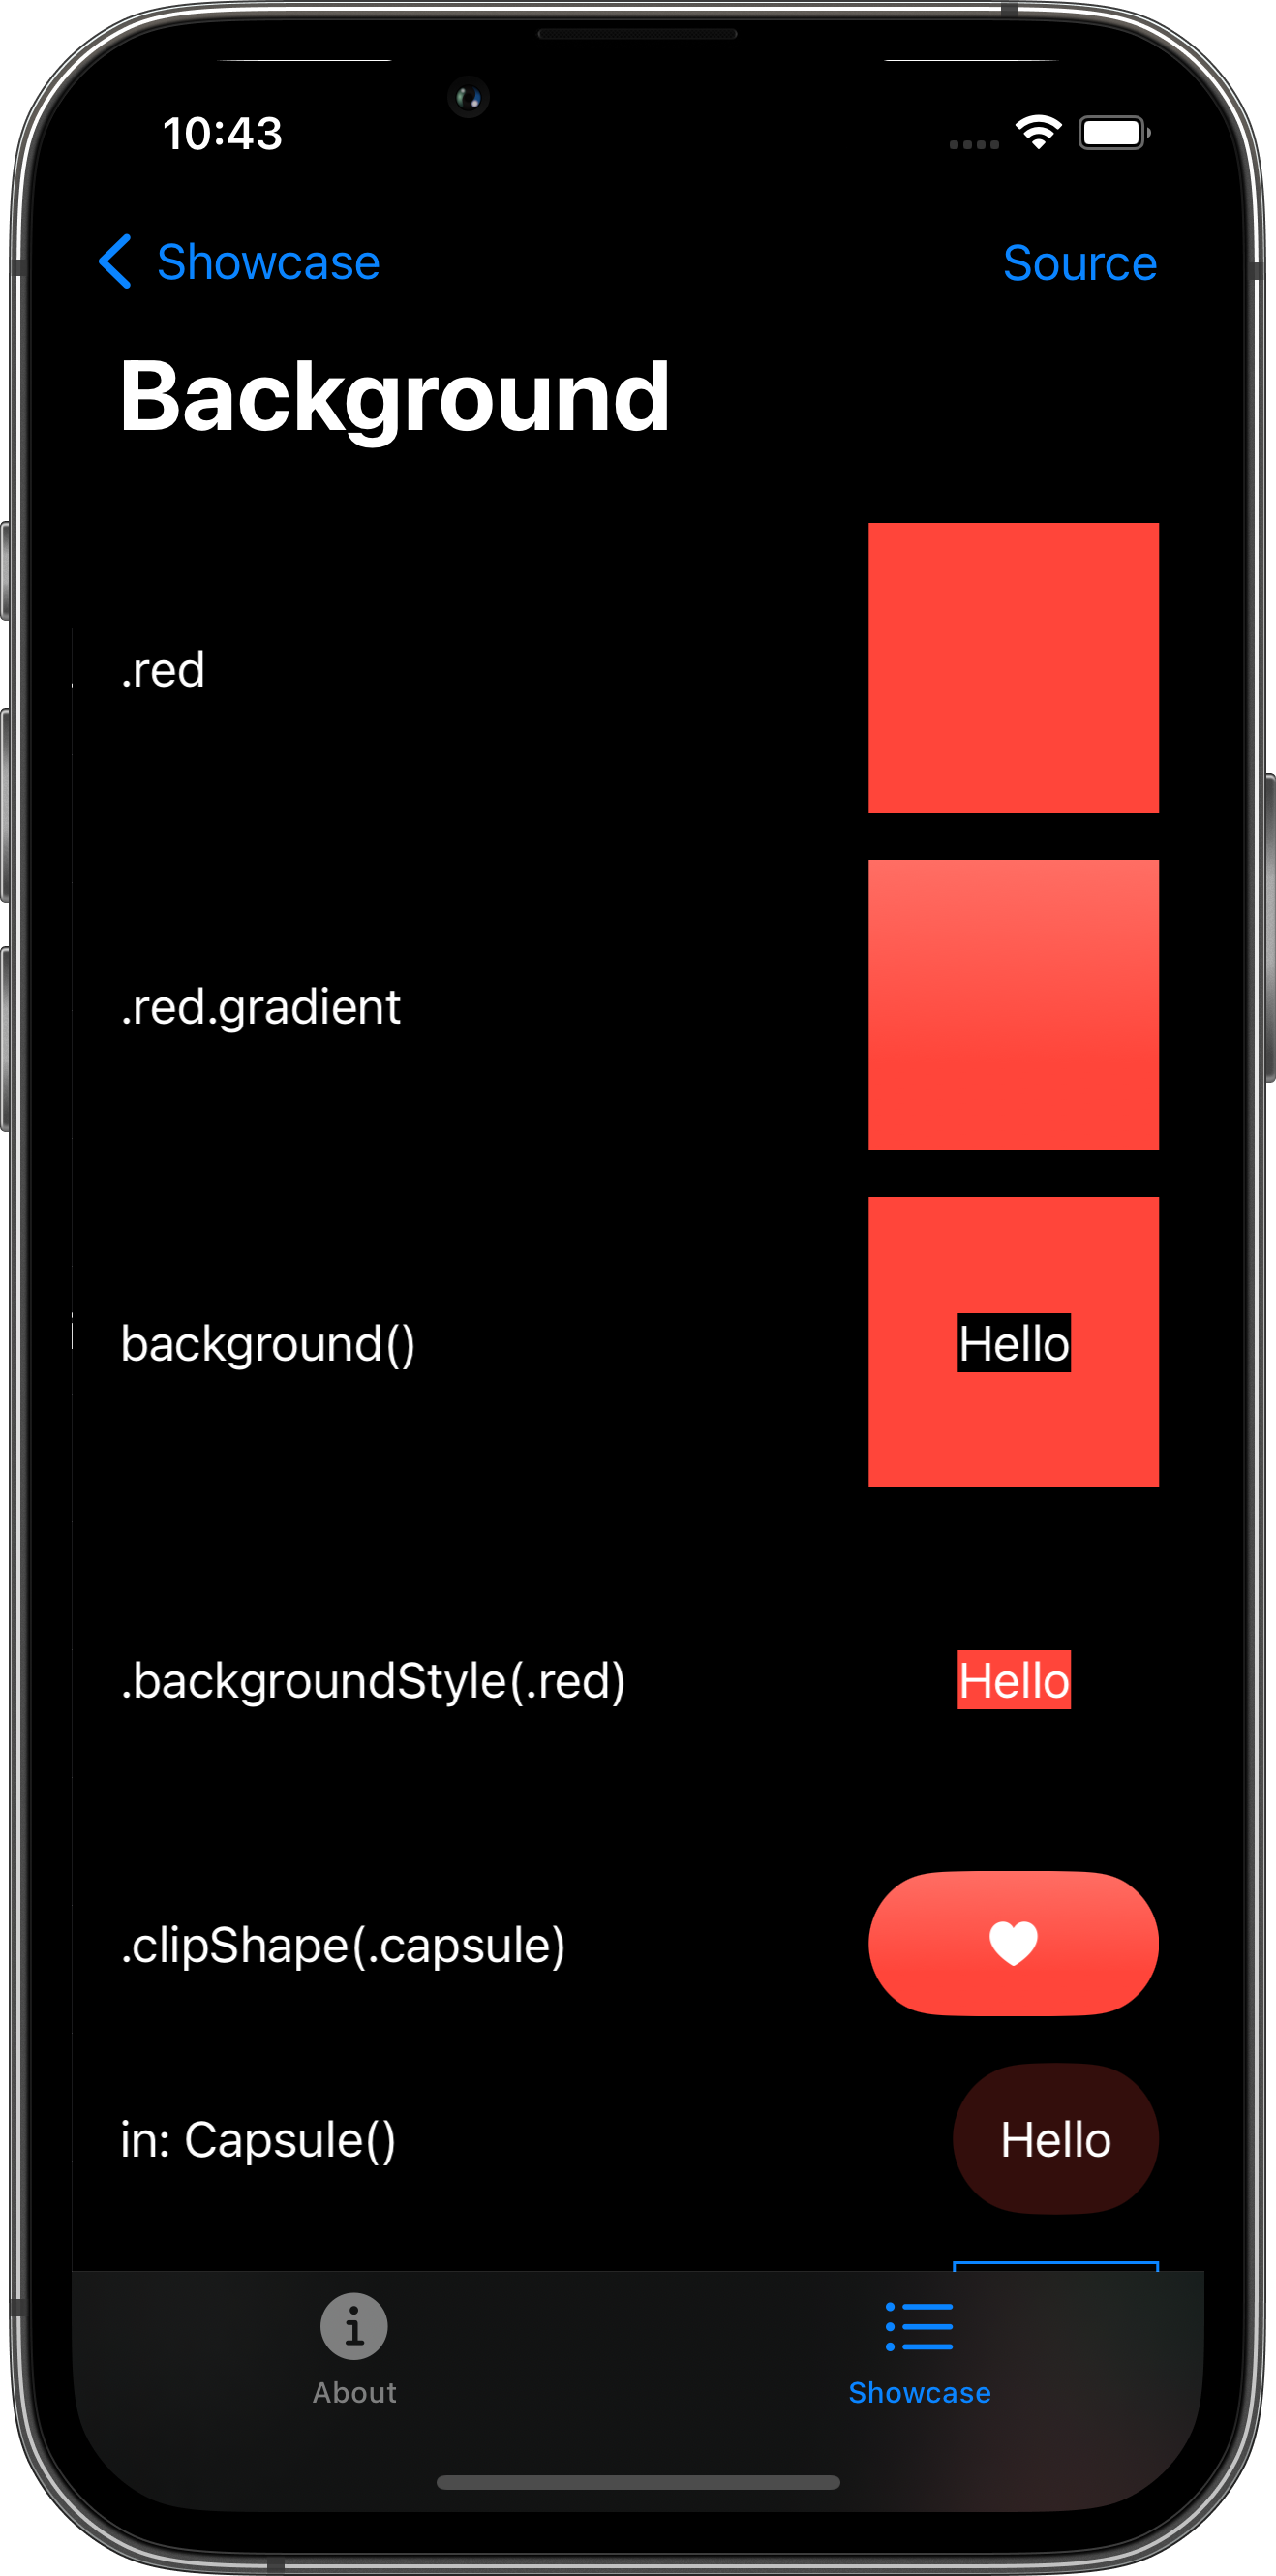 10:43
Showcase
Source
Background
.red
.red.gradient
background()
Hello
.backgroundStyle(.red)
Hello
.clipShape(.capsule)
in: Capsule()
Hello
About
Showcase